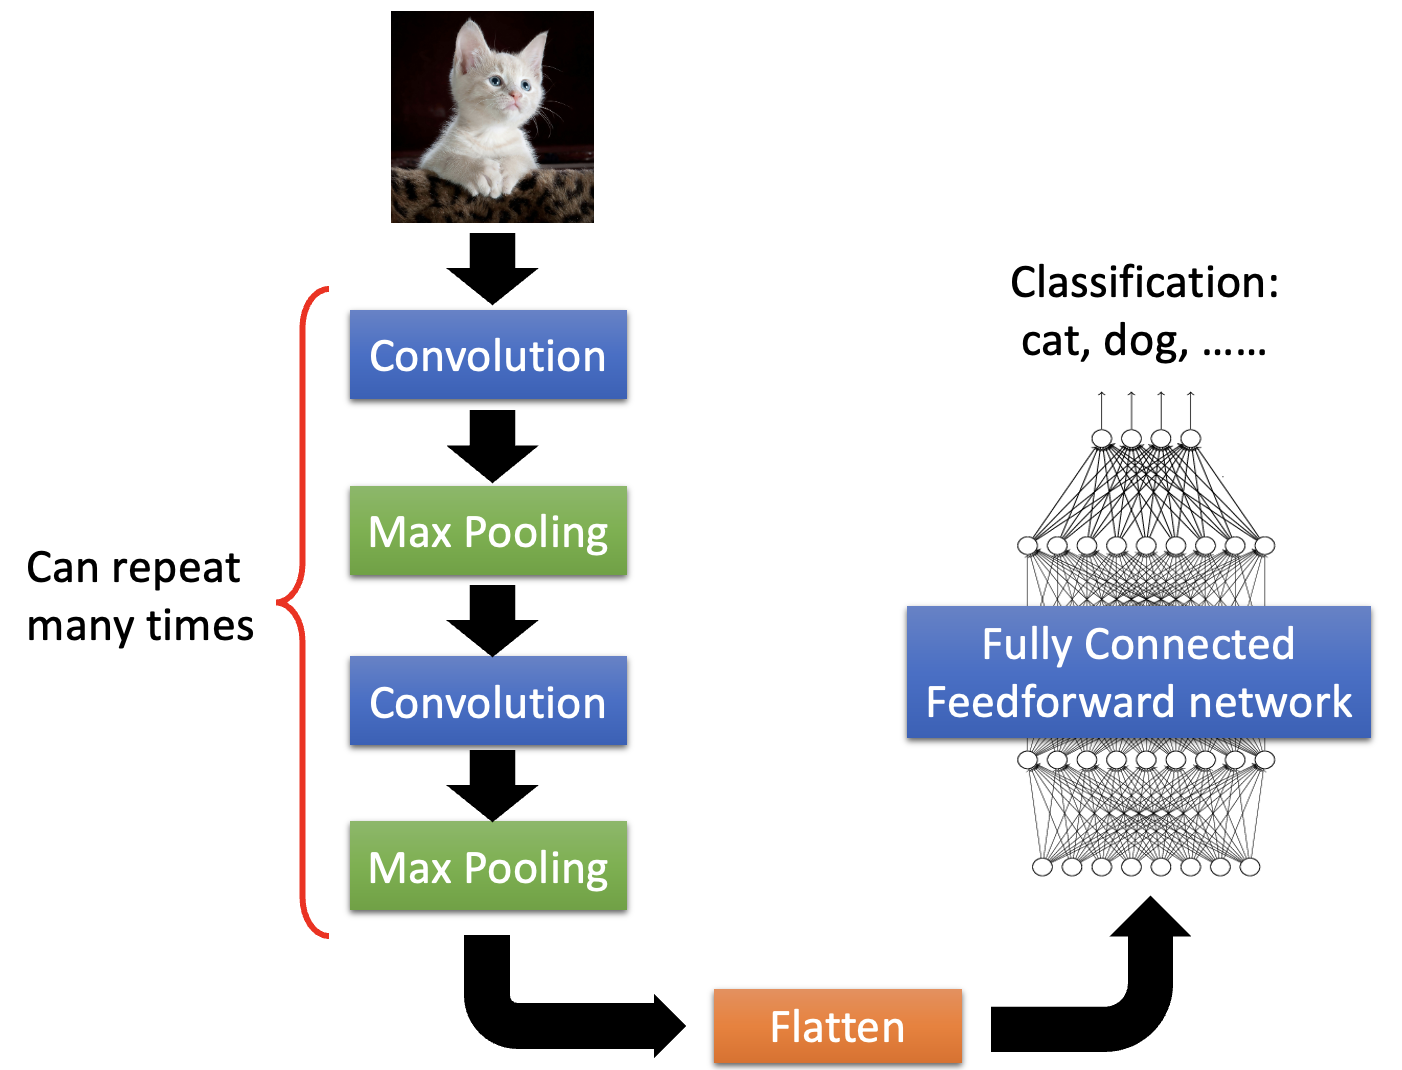 Convolution
Max Pooling
Convolution
Max Pooling
Can repeat
many times
Flatten
Fully Connected
Feedforward network
Classification:
cat, dog, ……